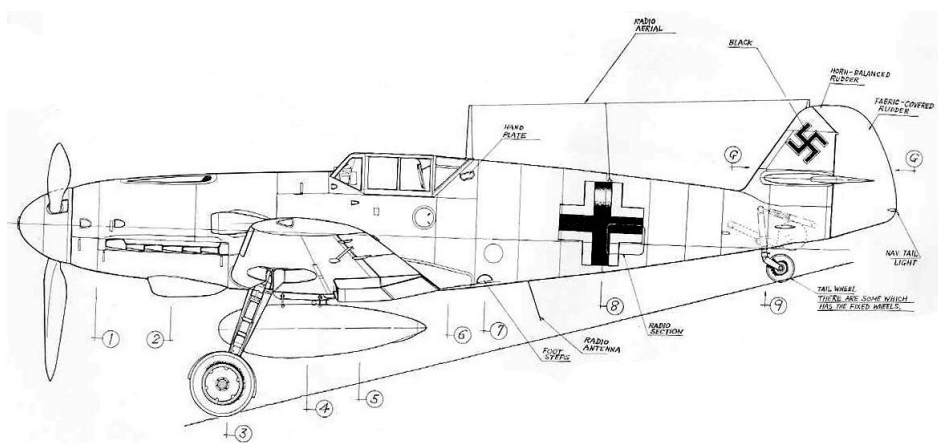 RADIO
AERIAL
BLACK
HORN-BALANCED
RUDDER
FABRIC-COVERED
RUDDER
HAND
PLATE
G
G
NAV. TAIL
LIGHT
TAIL WHEEL
THERE ARE SOME WHICH
HAS THE FIXED WHEELS.
1
2
3
4
5
6
7
8
9
FOOT
STEPS
RADIO
ANTENNA
RADIO
SECTION